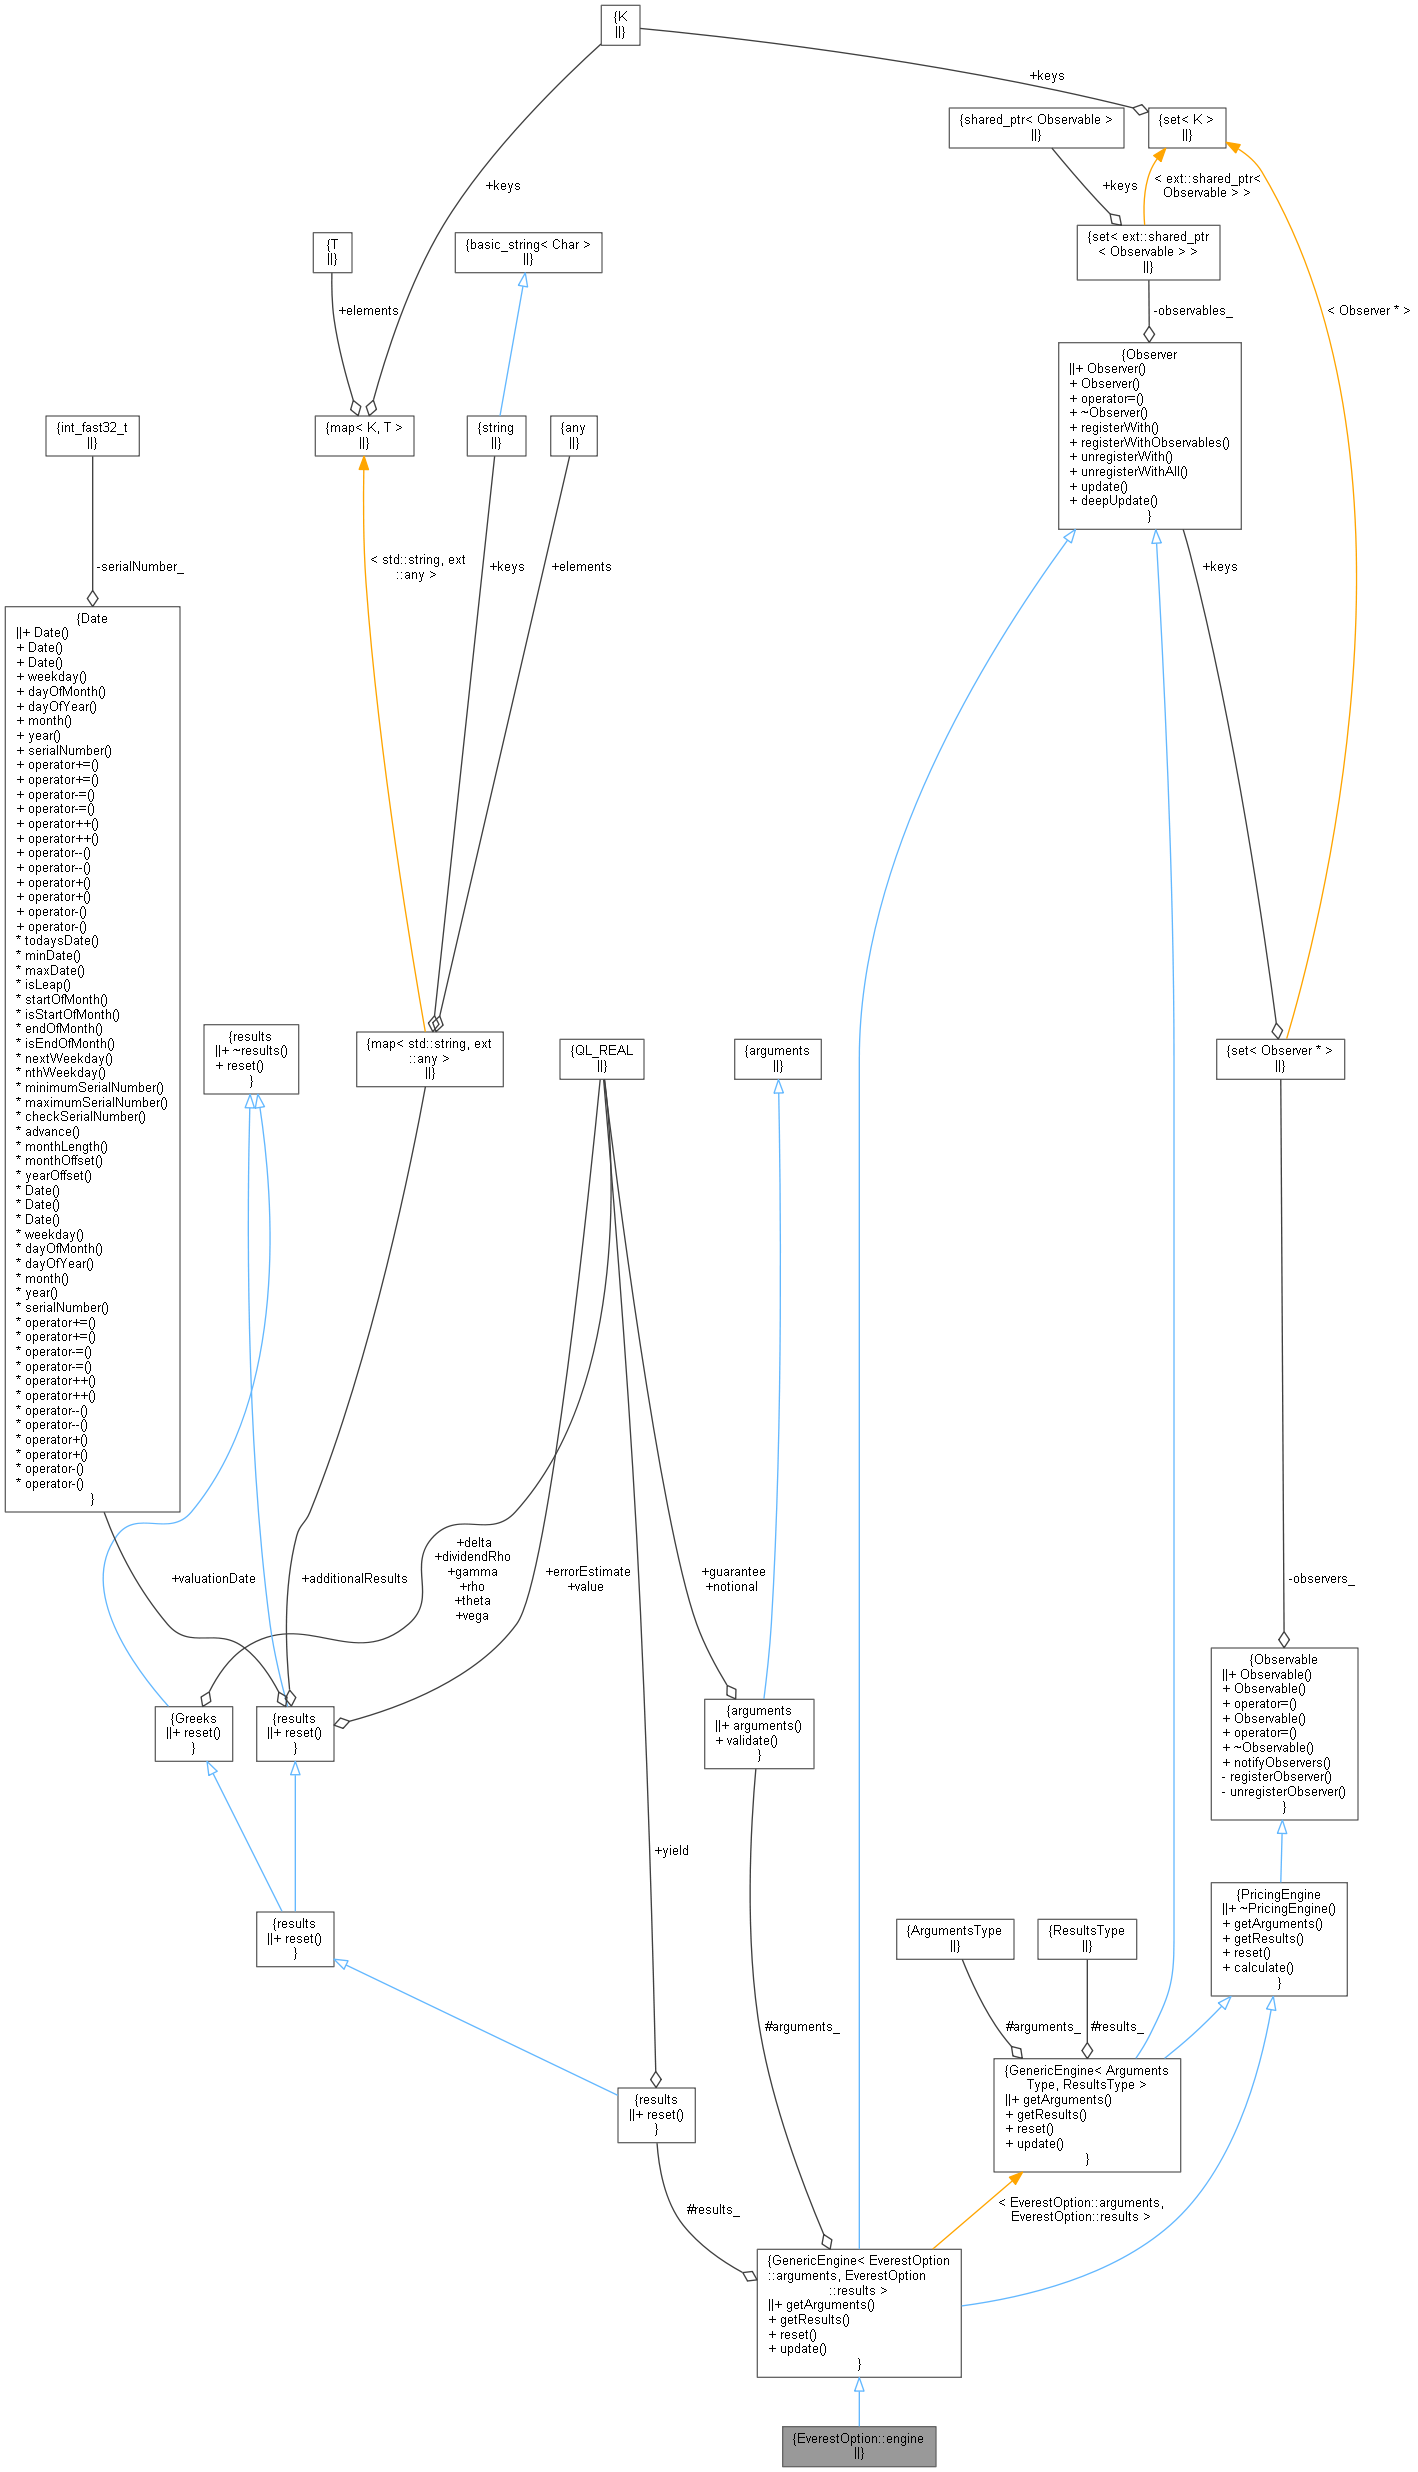 {K
||}
+keys
{shared_ptr< Observable >
||}
{set< K >
||}
+keys
< ext::shared_ptr<
Observable > >
+keys
{T
||}
{basic_string< Char >
||}
{set< ext::shared_ptr
< Observable > >
||}
+elements
-observables_
< Observer * >
{Observer
||+ Observer()
+ Observer()
+ operator=()
+ ~Observer()
+ registerWith()
+ registerWithObservables()
+ unregisterWith()
+ unregisterWithAll()
+ update()
+ deepUpdate()
}
{int_fast32_t
||}
{map< K, T >
||}
{string
||}
{any
||}
-serialNumber_
< std::string, ext
::any >
+keys
+elements
+keys
{Date
||+ Date()
+ Date()
+ Date()
+ weekday()
+ dayOfMonth()
+ dayOfYear()
+ month()
+ year()
+ serialNumber()
+ operator+=()
+ operator+=()
+ operator-=()
+ operator-=()
+ operator++()
+ operator++()
+ operator--()
+ operator--()
+ operator+()
+ operator+()
+ operator-()
+ operator-()
* todaysDate()
* minDate()
* maxDate()
* isLeap()
* startOfMonth()
* isStartOfMonth()
* endOfMonth()
* isEndOfMonth()
* nextWeekday()
* nthWeekday()
* minimumSerialNumber()
* maximumSerialNumber()
* checkSerialNumber()
* advance()
* monthLength()
* monthOffset()
* yearOffset()
* Date()
* Date()
* Date()
* weekday()
* dayOfMonth()
* dayOfYear()
* month()
* year()
* serialNumber()
* operator+=()
* operator+=()
* operator-=()
* operator-=()
* operator++()
* operator++()
* operator--()
* operator--()
* operator+()
* operator+()
* operator-()
* operator-()
}
{results
||+ ~results()
+ reset()
}
{map< std::string, ext
::any >
||}
{QL_REAL
||}
{arguments
||}
{set< Observer * >
||}
+valuationDate
+additionalResults
+delta
+dividendRho
+gamma
+rho
+theta
+vega
+errorEstimate
+value
+guarantee
+notional
-observers_
{Greeks
||+ reset()
}
{results
||+ reset()
}
{arguments
||+ arguments()
+ validate()
}
{Observable
||+ Observable()
+ Observable()
+ operator=()
+ Observable()
+ operator=()
+ ~Observable()
+ notifyObservers()
- registerObserver()
- unregisterObserver()
}
+yield
{results
||+ reset()
}
{ArgumentsType
||}
{ResultsType
||}
{PricingEngine
||+ ~PricingEngine()
+ getArguments()
+ getResults()
+ reset()
+ calculate()
}
#arguments_
#arguments_
#results_
{results
||+ reset()
}
{GenericEngine< Arguments
Type, ResultsType >
||+ getArguments()
+ getResults()
+ reset()
+ update()
}
#results_
< EverestOption::arguments,
EverestOption::results >
{GenericEngine< EverestOption
::arguments, EverestOption
::results >
||+ getArguments()
+ getResults()
+ reset()
+ update()
}
{EverestOption::engine
||}